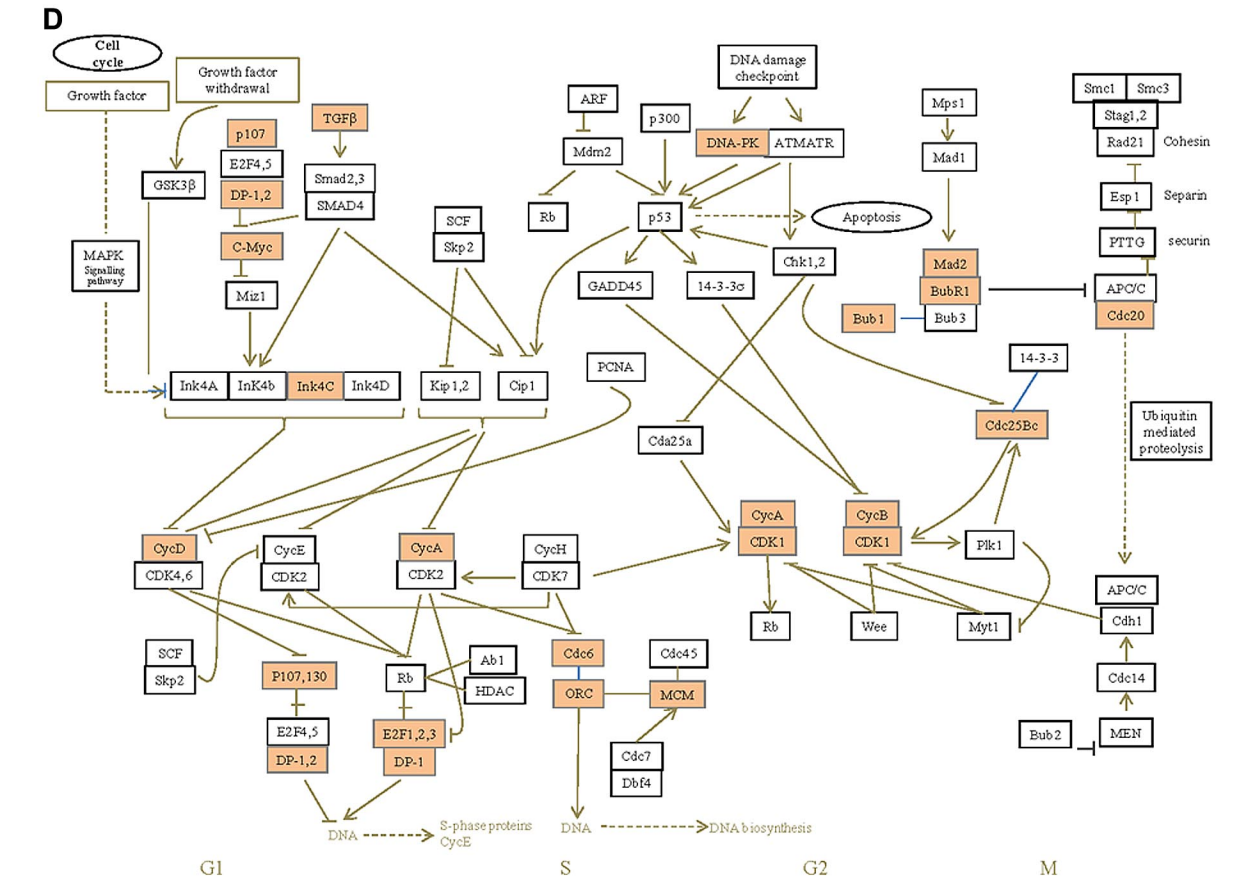 D
Cell
cycle
Growth factor
Growth factor
withdrawal
p107
E2F4,5
DP-1,2
C-Myc
Miz1
TGFβ
Smad2,3
SMAD4
GSK3β
MAPK
Signalling
pathway
SCF
Skp2
ARF
Mdm2
Rb
p300
p53
DNA damage
checkpoint
DNA-PK
ATMATR
Apoptosis
GADD45
14-3-3σ
Chk1,2
Mps1
Mad1
Mad2
BubR1
Bub1
Bub3
Smc1
Smc3
Stag1,2
Rad21
Cohesin
Esp1
Separin
PTTG
securin
APC/C
Cdc20
14-3-3
Cdc25Bc
Ubiquitin
mediated
proteolysis
Ink4A
InK4b
Ink4C
Ink4D
Kip1,2
Cip1
PCNA
Cda25a
CycD
CDK4,6
CycE
CDK2
CycA
CDK2
CycH
CDK7
CycA
CDK1
CycB
CDK1
Plk1
APC/C
Cdh1
Rb
Wee
Myt1
Cdc14
MEN
Bub2
SCF
Skp2
P107,130
E2F4,5
DP-1,2
Rb
Ab1
HDAC
E2F1,2,3
DP-1
Cdc6
ORC
Cdc45
MCM
Cdc7
Dbf4
DNA
S-phase proteins
CycE
DNA
DNA biosynthesis
G1
S
G2
M